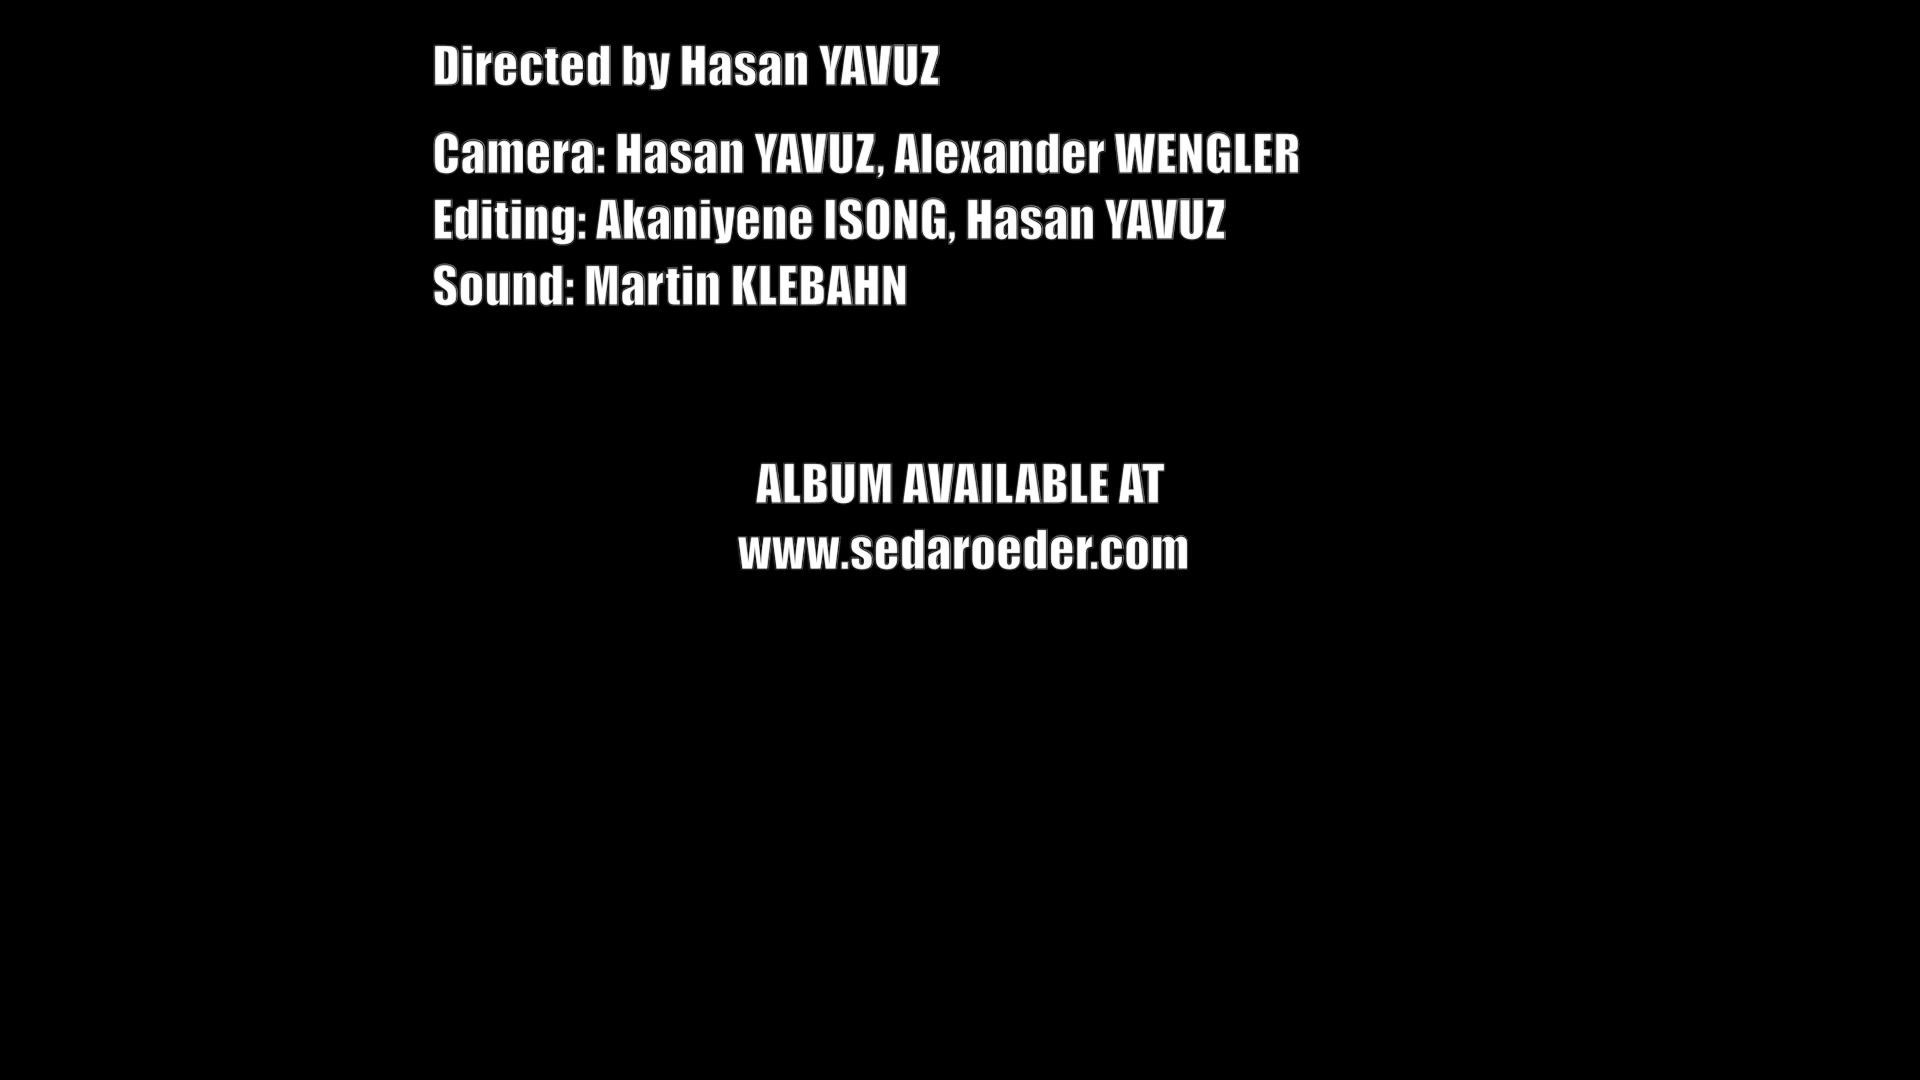 Directed by Hasan YAVUZ
Camera: Hasan YAVUZ, Alexander WENGLER
Editing: Akaniyene ISONG, Hasan YAVUZ
Sound: Martin KLEBAHN
ALBUM AVAILABLE AT
www.sedaroeder.com